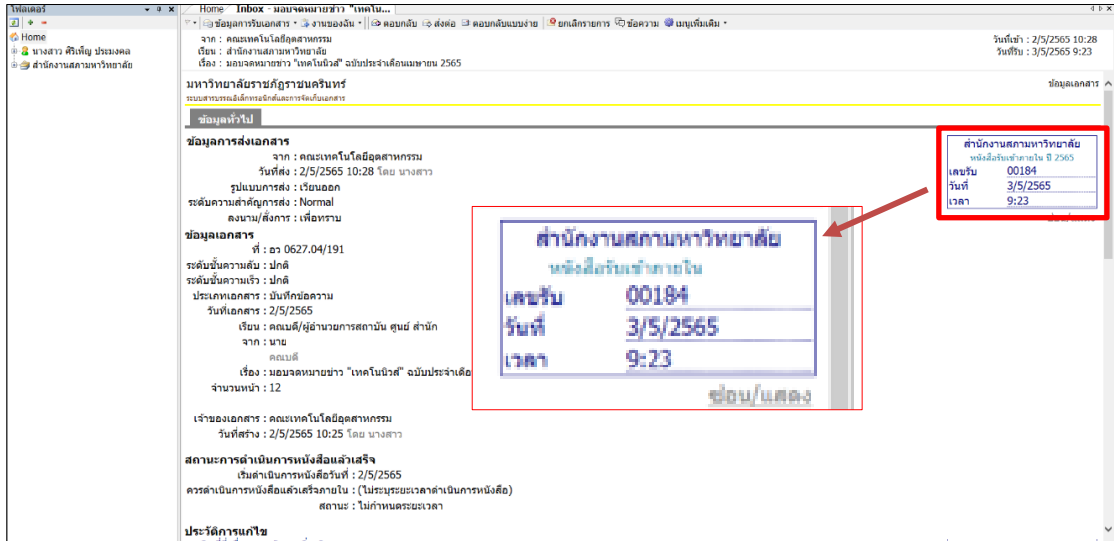 โฟลเดอร์
Home
นางสาว ศิริเพ็ญ ประมงคล
สำนักงานสภามหาวิทยาลัย
Home Inbox - มอบจดหมายข่าว "เทคโน...
ข้อมูลการรับเอกสาร งานของฉัน ตอบกลับ ส่งต่อ ตอบกลับแบบง่าย ยกเลิกรายการ ข้อความ เมนูเพิ่มเติม
จาก : คณะเทคโนโลยีอุตสาหกรรม
วันที่เข้า : 2/5/2565 10:28
เรียน : สำนักงานสภามหาวิทยาลัย
วันที่รับ : 3/5/2565 9:23
เรื่อง : มอบจดหมายข่าว "เทคโนนิวส์" ฉบับประจำเดือนเมษายน 2565
มหาวิทยาลัยราชภัฏราชนครินทร์
ข้อมูลเอกสาร
ระบบสารบรรณอิเล็กทรอนิกส์และการจัดเก็บเอกสาร
ข้อมูลทั่วไป
ข้อมูลการส่งเอกสาร
จาก : คณะเทคโนโลยีอุตสาหกรรม
วันที่ส่ง : 2/5/2565 10:28 โดย นางสาว
รูปแบบการส่ง : เวียนออก
ระดับความสำคัญการส่ง : Normal
ลงนาม/สั่งการ : เพื่อทราบ
สำนักงานสภามหาวิทยาลัย
หนังสือรับเข้าภายใน ปี 2565
เลขรับ 00184
วันที่ 3/5/2565
เวลา 9:23
ซ่อน/แสดง
ข้อมูลเอกสาร
ที่ : อว 0627.04/191
ระดับชั้นความลับ : ปกติ
ระดับชั้นความเร็ว : ปกติ
ประเภทเอกสาร : บันทึกข้อความ
วันที่เอกสาร : 2/5/2565
เรียน : คณบดี/ผู้อำนวยการสถาบัน ศูนย์ สำนัก
จาก : นาย
คณบดี
เรื่อง : มอบจดหมายข่าว "เทคโนนิวส์" ฉบับประจำเดือ
จำนวนหน้า : 12
สำนักงานสภามหาวิทยาลัย
หนังสือรับเข้าภายใน
เลขรับ 00184
วันที่ 3/5/2565
เวลา 9:23
ซ่อน/แสดง
เจ้าของเอกสาร : คณะเทคโนโลยีอุตสาหกรรม
วันที่สร้าง : 2/5/2565 10:25 โดย นางสาว
สถานะการดำเนินการหนังสือแล้วเสร็จ
เริ่มดำเนินการหนังสือวันที่ : 2/5/2565
ควรดำเนินการหนังสือแล้วเสร็จภายใน : (ไม่ระบุระยะเวลาดำเนินการหนังสือ)
สถานะ : ไม่กำหนดระยะเวลา
ประวัติการแก้ไข